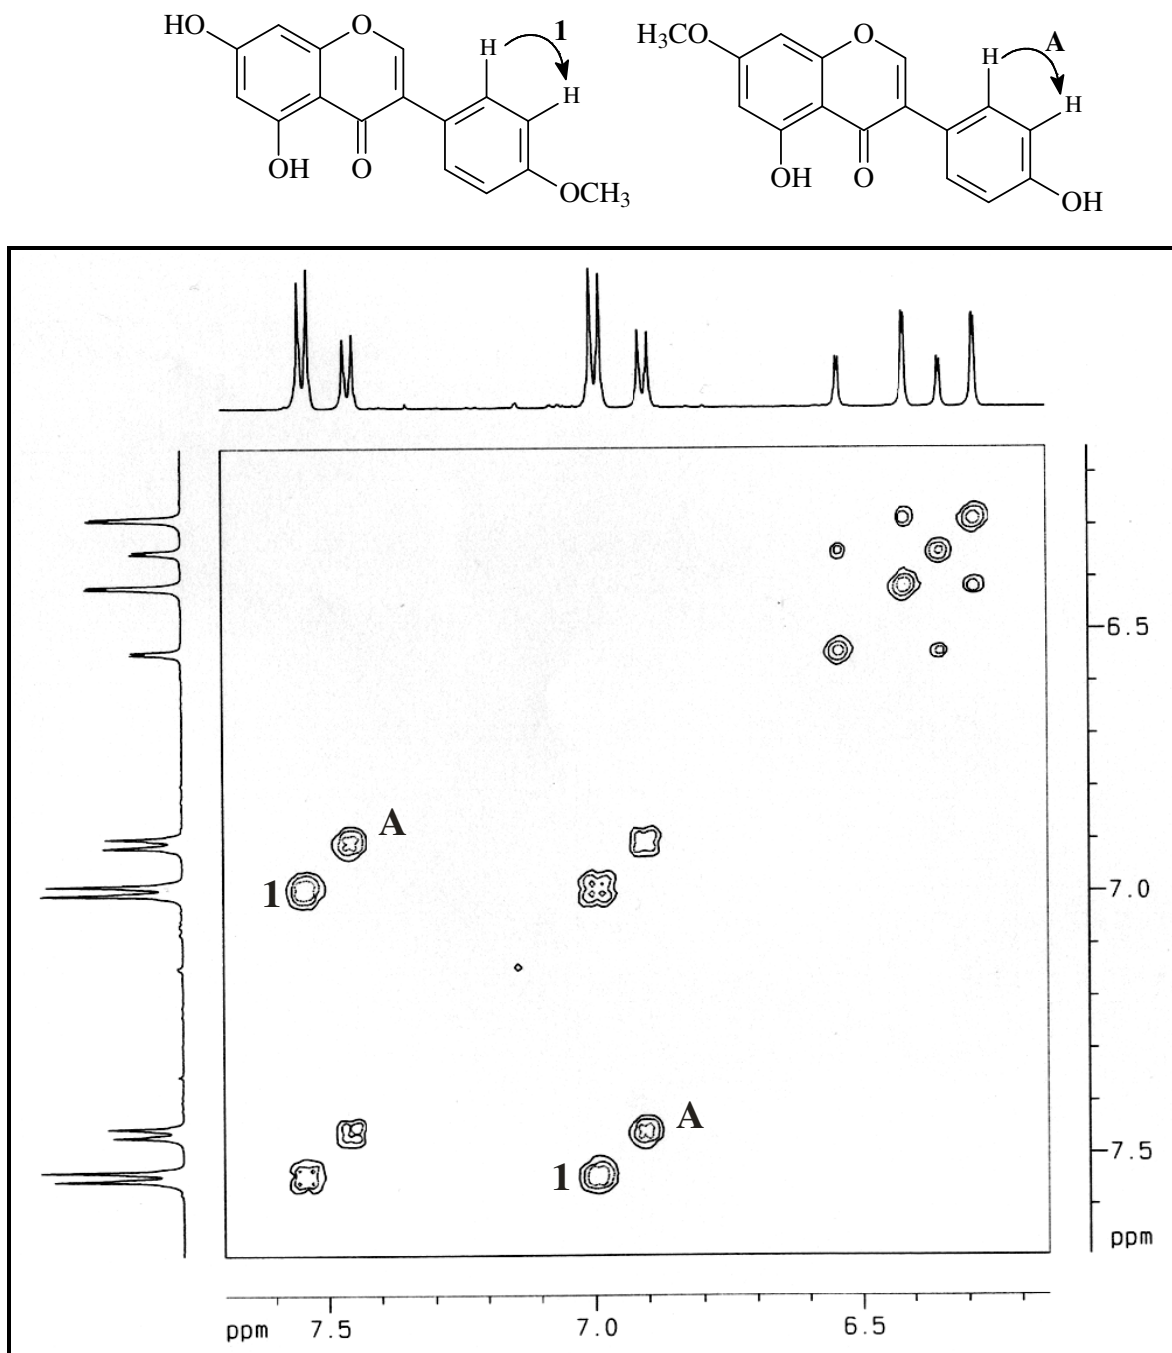 HO O H 1 H OH O OCH₃
H₃CO O H A H OH O OH
6.5
A
1 7.0
A
1 7.5
ppm
ppm 7.5 7.0 6.5